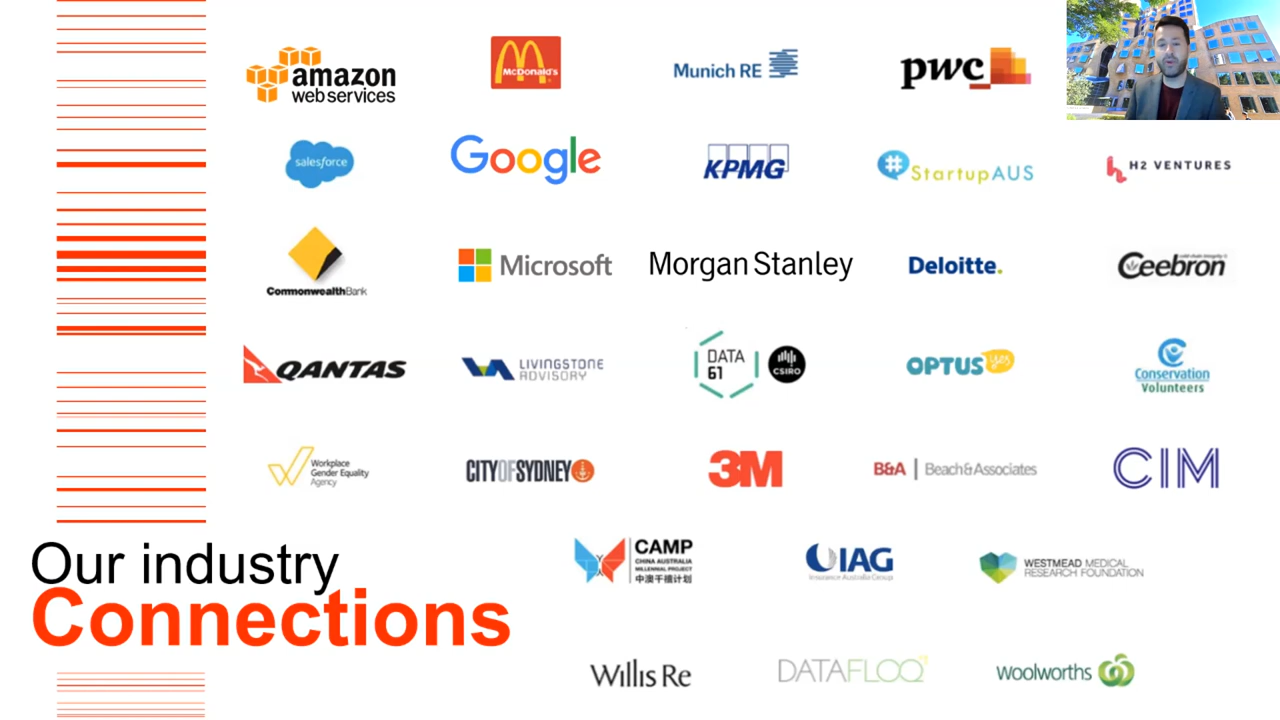 amazon
web services
McDonald's
Munich RE
pwc
salesforce
Google
KPMG
#StartupAUS
H2 VENTURES
CommonwealthBank
Microsoft
Morgan Stanley
Deloitte.
Ceebron
QANTAS
LIVINGSTONE
ADVISORY
DATA
61
CSIRO
OPTUS yes
Conservation
Volunteers
Workplace
Gender Equality
Agency
CITY OF SYDNEY
3M
B&A | Beach & Associates
CIM
CAMP
CHINA AUSTRALIA
MILLENNIAL PROJECT
中澳千禧计划
IAG
Insurance Australia Group
WESTMEAD MEDICAL
RESEARCH FOUNDATION
Our industry
Connections
Willis Re
DATAFLOQ
Woolworths